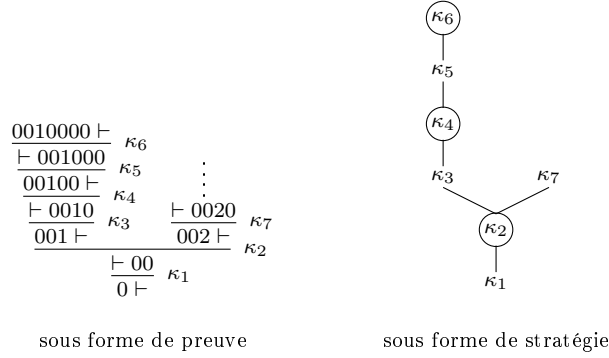 κ6
κ5
κ4
0010000 ⊢ κ6
⊢ 001000 κ5
00100 ⊢ κ4
κ3 κ7
⊢ 0010 κ3 ⊢ 0020 κ7
001 ⊢ 002 ⊢ κ2
κ2
⊢ 00 κ1
0 ⊢
κ1
sous forme de preuve sous forme de stratégie